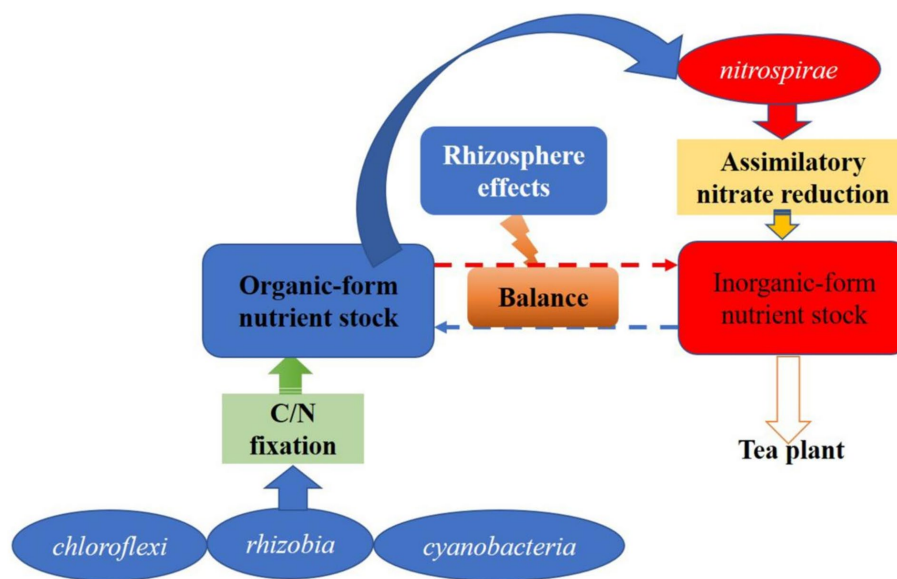 nitrospirae
Rhizosphere
effects
Assimilatory
nitrate reduction
Organic-form
nutrient stock
Balance
Inorganic-form
nutrient stock
C/N
fixation
Tea plant
chloroflexi
rhizobia
cyanobacteria